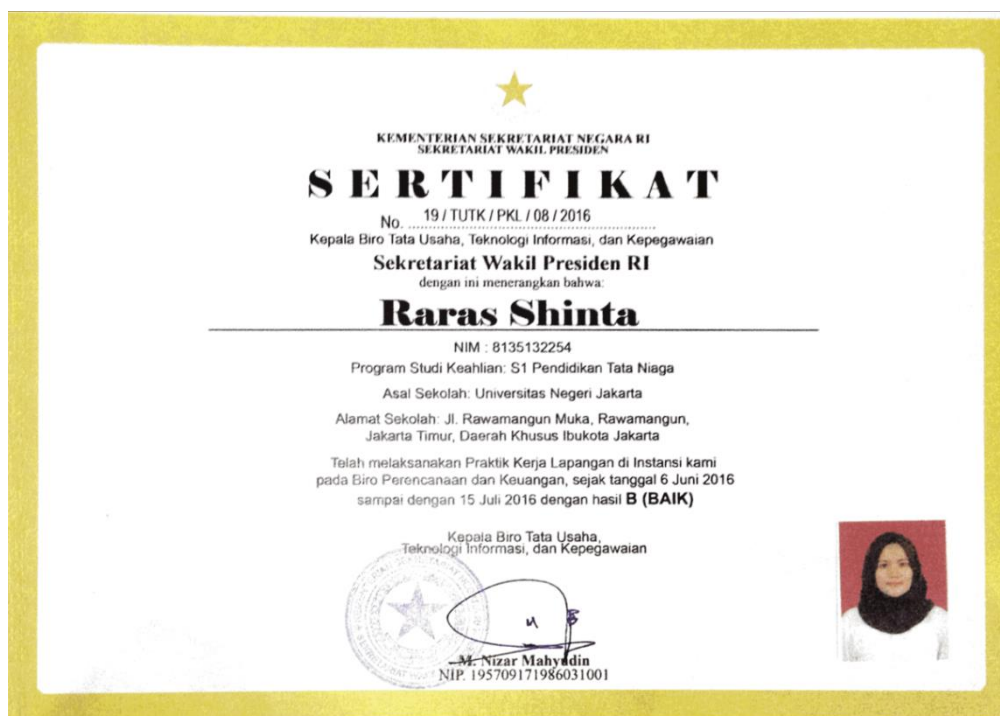 KEMENTERIAN SEKRETARIAT NEGARA RI
SEKRETARIAT WAKIL PRESIDEN
SERTIFIKAT
No. 19 / TUTK / PKL / 08 / 2016
Kepala Biro Tata Usaha, Teknologi Informasi, dan Kepegawaian
Sekretariat Wakil Presiden RI
dengan ini menerangkan bahwa:
Raras Shinta
NIM : 8135132254
Program Studi Keahlian: S1 Pendidikan Tata Niaga
Asal Sekolah: Universitas Negeri Jakarta
Alamat Sekolah: Jl. Rawamangun Muka, Rawamangun,
Jakarta Timur, Daerah Khusus Ibukota Jakarta
Telah melaksanakan Praktik Kerja Lapangan di Instansi kami
pada Biro Perencanaan dan Keuangan, sejak tanggal 6 Juni 2016
sampai dengan 15 Juli 2016 dengan hasil B (BAIK)
Kepala Biro Tata Usaha,
Teknologi Informasi, dan Kepegawaian
M. Nizar Mahyudin
NIP. 195709171986031001